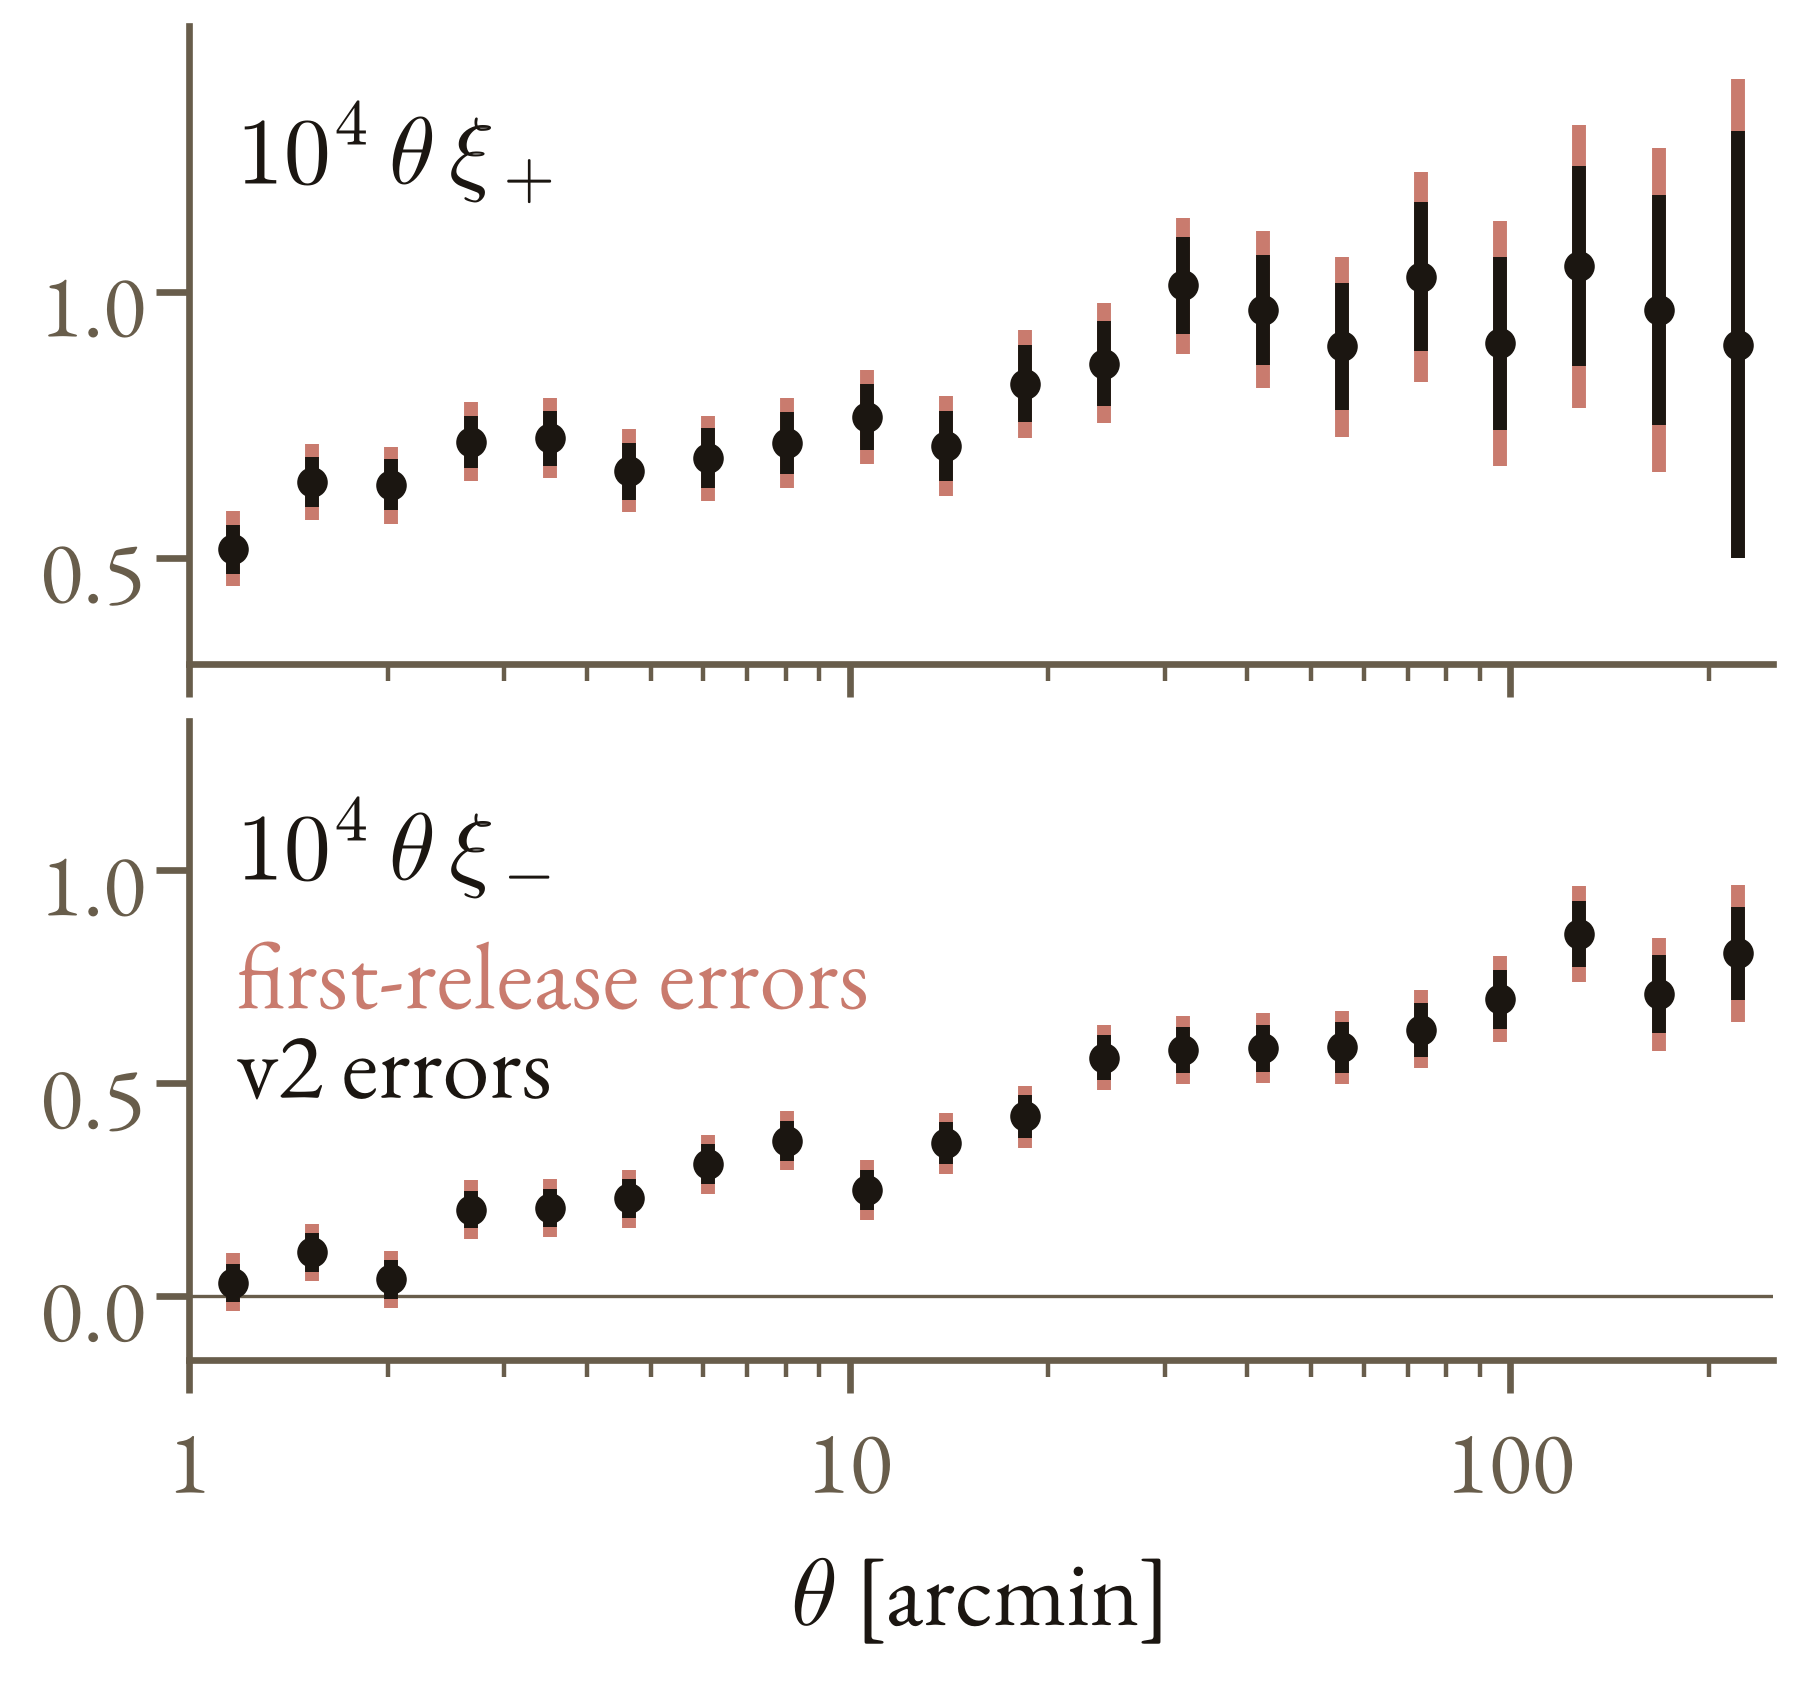 10⁴ θ ξ₊
1.0
0.5
10⁴ θ ξ₋
1.0
first-release errors
v2 errors
0.5
0.0
1 10 100
θ [arcmin]